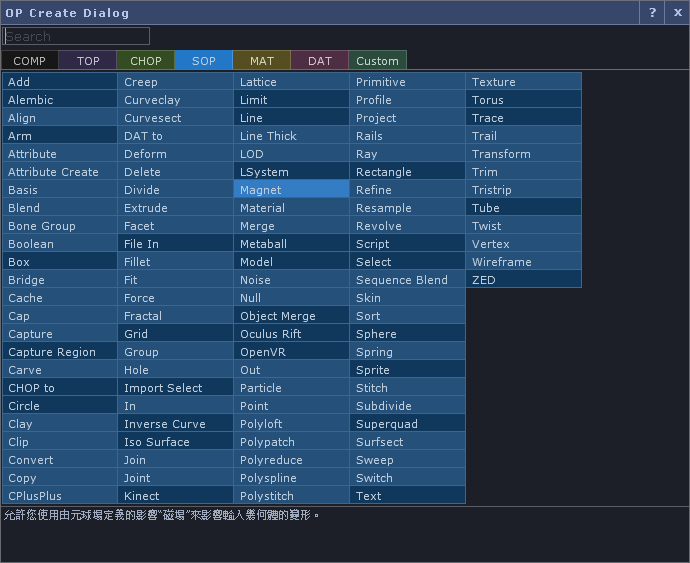 OP Create Dialog ? x
Search
COMP TOP CHOP SOP MAT DAT Custom
Add
Alembic
Align
Arm
Attribute
Attribute Create
Basis
Blend
Bone Group
Boolean
Box
Bridge
Cache
Cap
Capture
Capture Region
Carve
CHOP to
Circle
Clay
Clip
Convert
Copy
CPlusPlus
Creep
Curveclay
Curvesect
DAT to
Deform
Delete
Divide
Extrude
Facet
File In
Fillet
Fit
Force
Fractal
Grid
Group
Hole
Import Select
In
Inverse Curve
Iso Surface
Join
Joint
Kinect
Lattice
Limit
Line
Line Thick
LOD
LSystem
Magnet
Material
Merge
Metaball
Model
Noise
Null
Object Merge
Oculus Rift
OpenVR
Out
Particle
Point
Polyloft
Polypatch
Polyreduce
Polyspline
Polystitch
Primitive
Profile
Project
Rails
Ray
Rectangle
Refine
Resample
Revolve
Script
Select
Sequence Blend
Skin
Sort
Sphere
Spring
Sprite
Stitch
Subdivide
Superquad
Surfsect
Sweep
Switch
Text
Texture
Torus
Trace
Trail
Transform
Trim
Tristrip
Tube
Twist
Vertex
Wireframe
ZED
允許您使用由元球場定義的影響“磁場”來影響輸入幾何體的變形。